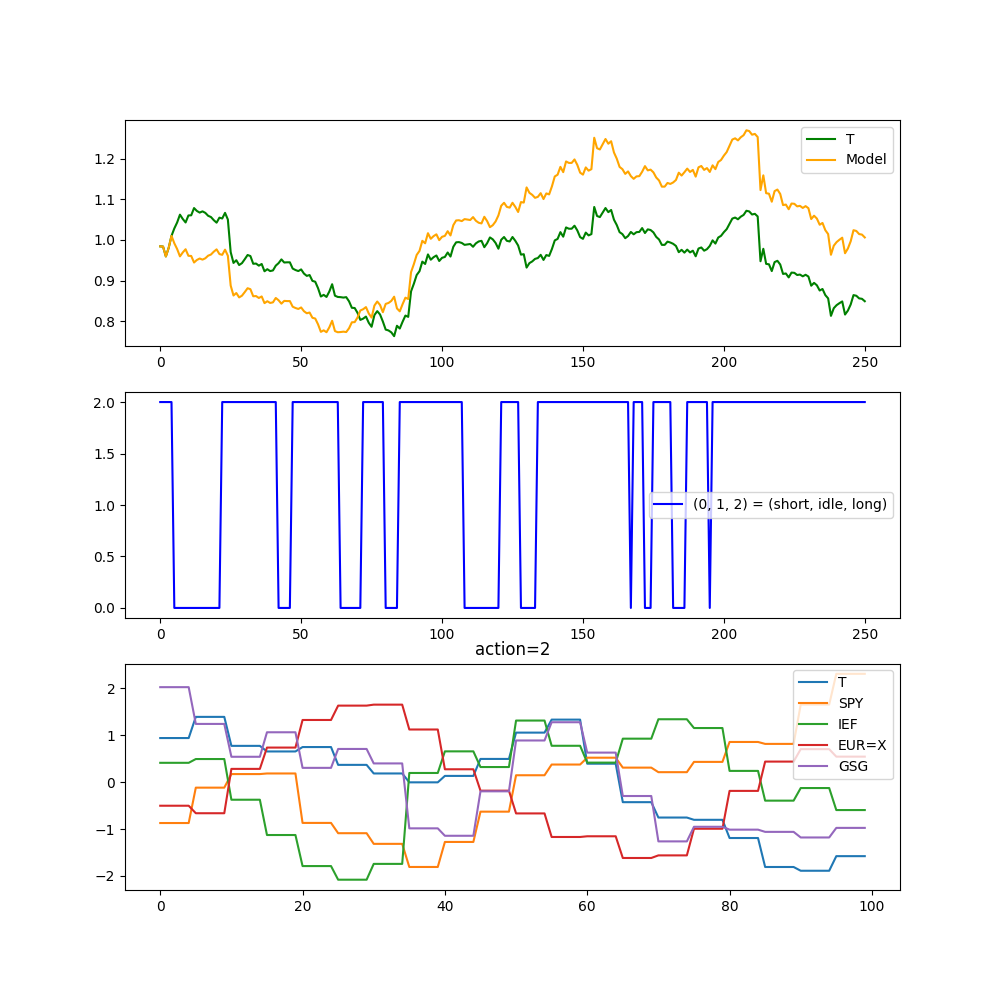 1.2
1.1
1.0
0.9
0.8
T
Model
0 50 100 150 200 250
2.0
1.5
1.0
0.5
0.0
(0, 1, 2) = (short, idle, long)
0 50 100 150 200 250
action=2
2
1
0
−1
−2
T
SPY
IEF
EUR=X
GSG
0 20 40 60 80 100